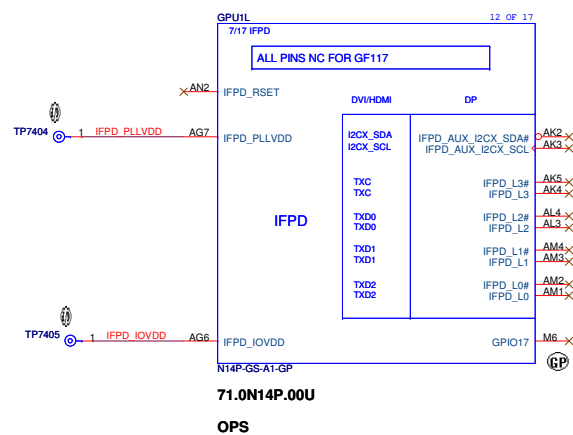 GPU1L
12 OF 17
7/17 IFPD
ALL PINS NC FOR GF117
AN2
IFPD_RSET
DVI/HDMI
DP
TP7404
1
IFPD_PLLVDD
AG7
IFPD_PLLVDD
I2CX_SDA
I2CX_SCL
IFPD_AUX_I2CX_SDA#
IFPD_AUX_I2CX_SCL
AK2
AK3
TXC
TXC
IFPD_L3#
IFPD_L3
AK5
AK4
IFPD
TXD0
TXD0
IFPD_L2#
IFPD_L2
AL4
AL3
TXD1
TXD1
IFPD_L1#
IFPD_L1
AM4
AM3
TXD2
TXD2
IFPD_L0#
IFPD_L0
AM2
AM1
TP7405
1
IFPD_IOVDD
AG6
IFPD_IOVDD
GPIO17
M6
GP
N14P-GS-A1-GP
71.0N14P.00U
OPS